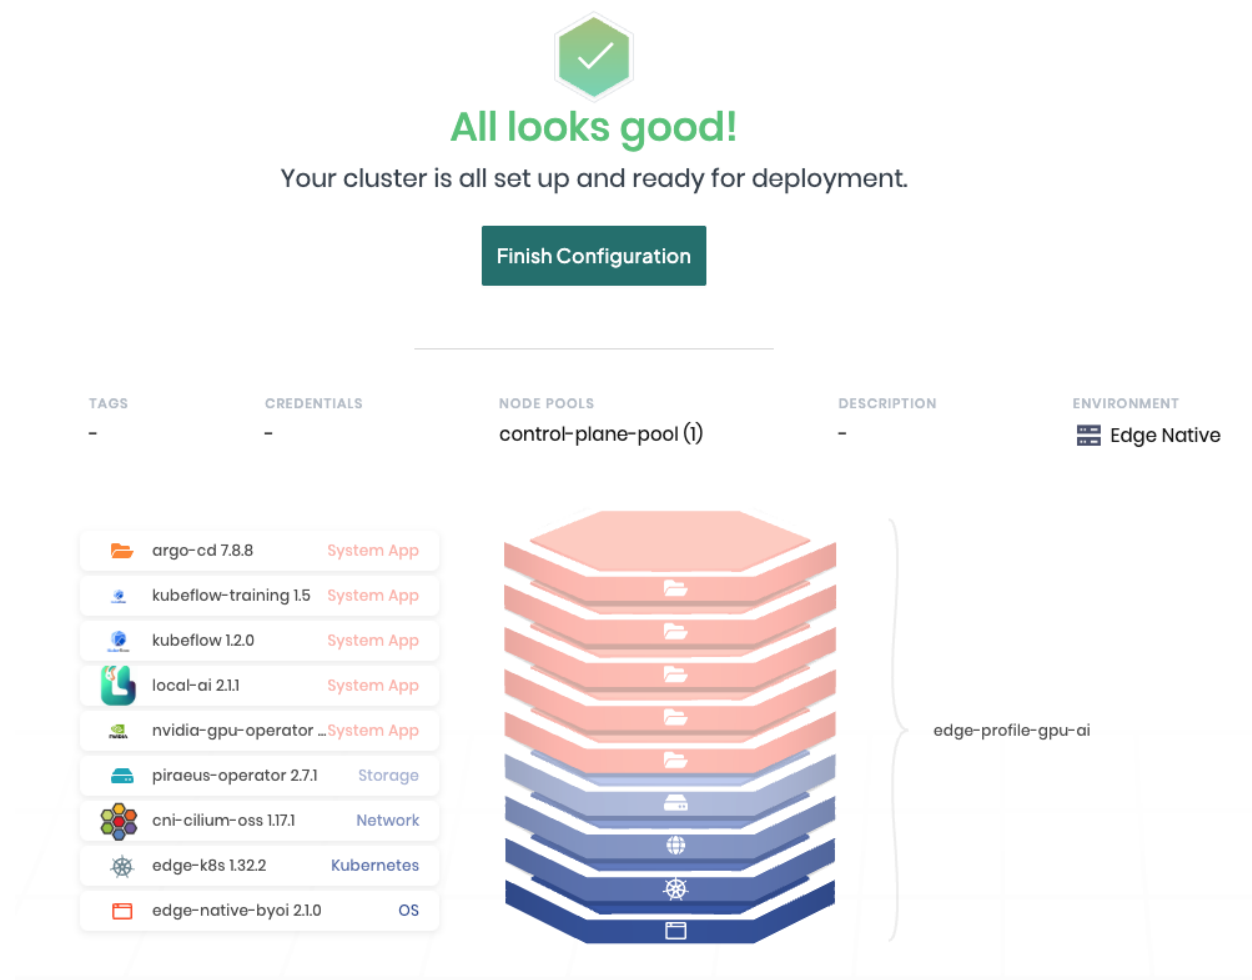 All looks good!
Your cluster is all set up and ready for deployment.
Finish Configuration
TAGS CREDENTIALS NODE POOLS DESCRIPTION ENVIRONMENT
- - control-plane-pool (1) - Edge Native
argo-cd 7.8.8 System App
kubeflow-training 1.5 System App
kubeflow 1.2.0 System App
local-ai 2.1.1 System App
nvidia-gpu-operator ... System App
piraeus-operator 2.7.1 Storage
cni-cilium-oss 1.17.1 Network
edge-k8s 1.32.2 Kubernetes
edge-native-byoi 2.1.0 OS
edge-profile-gpu-ai